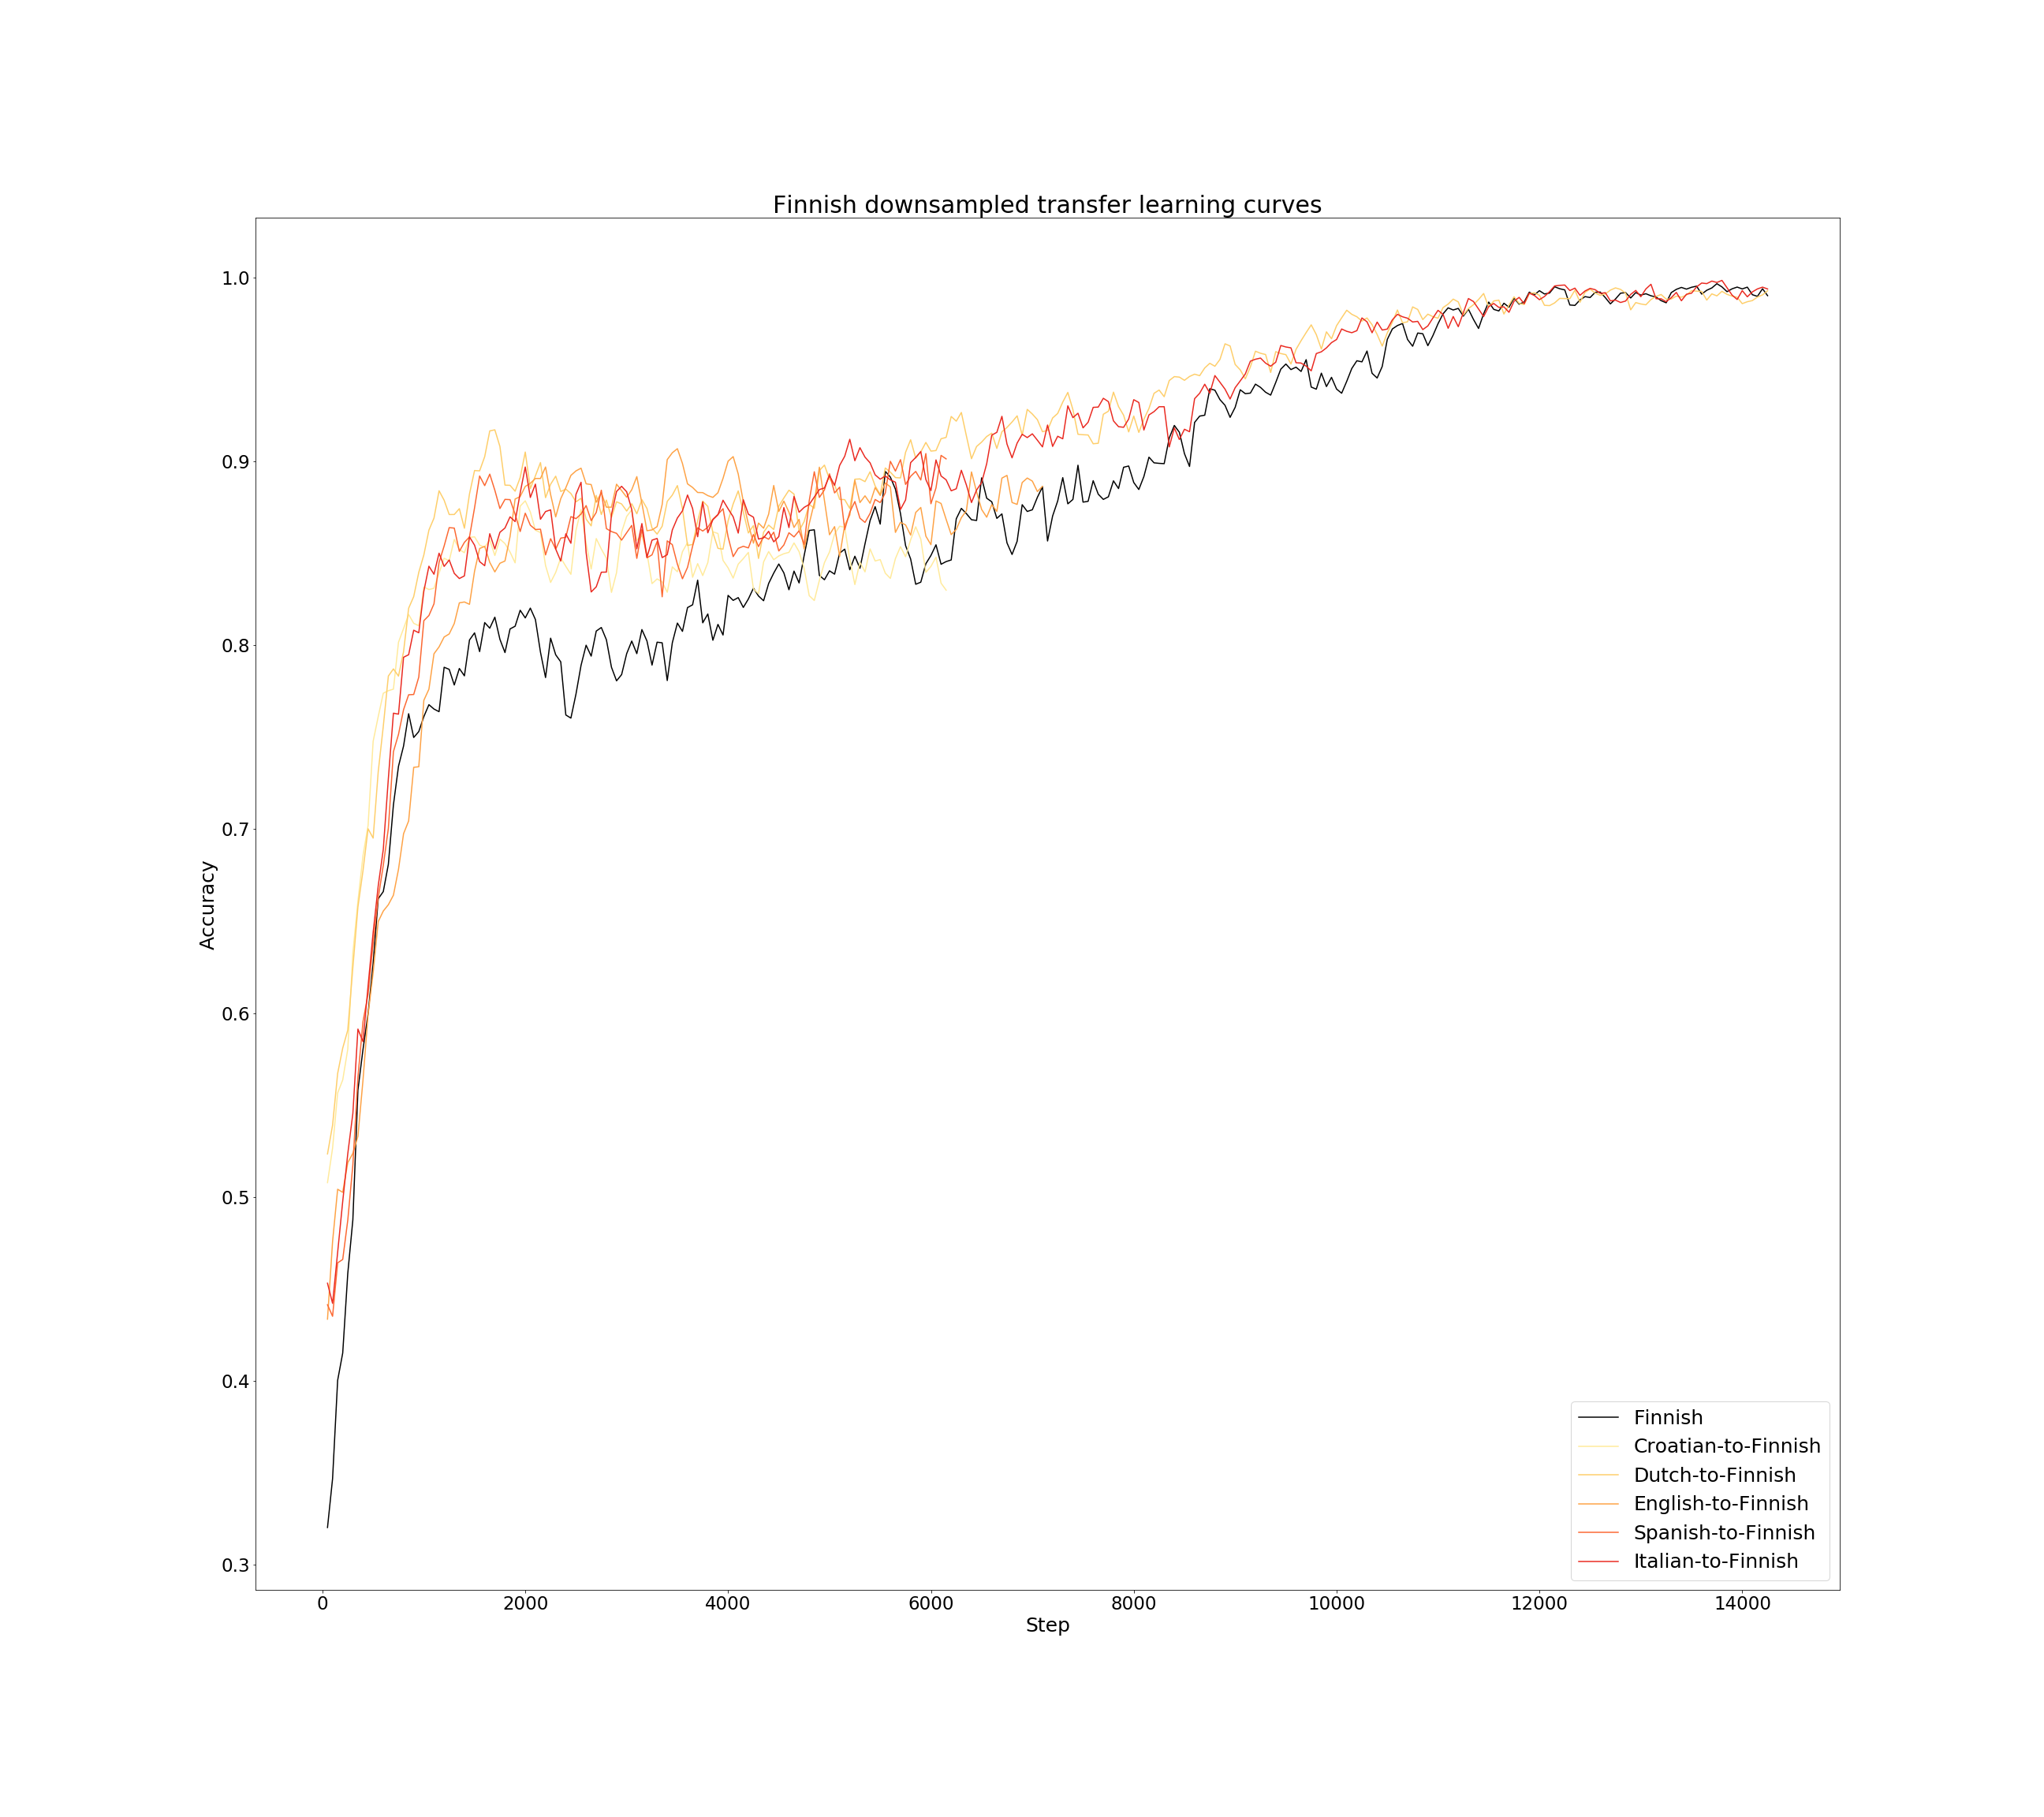 Finnish downsampled transfer learning curves
1.0
0.9
0.8
0.7
0.6
0.5
0.4
0.3
Accuracy
0 2000 4000 6000 8000 10000 12000 14000
Step
Finnish
Croatian-to-Finnish
Dutch-to-Finnish
English-to-Finnish
Spanish-to-Finnish
Italian-to-Finnish